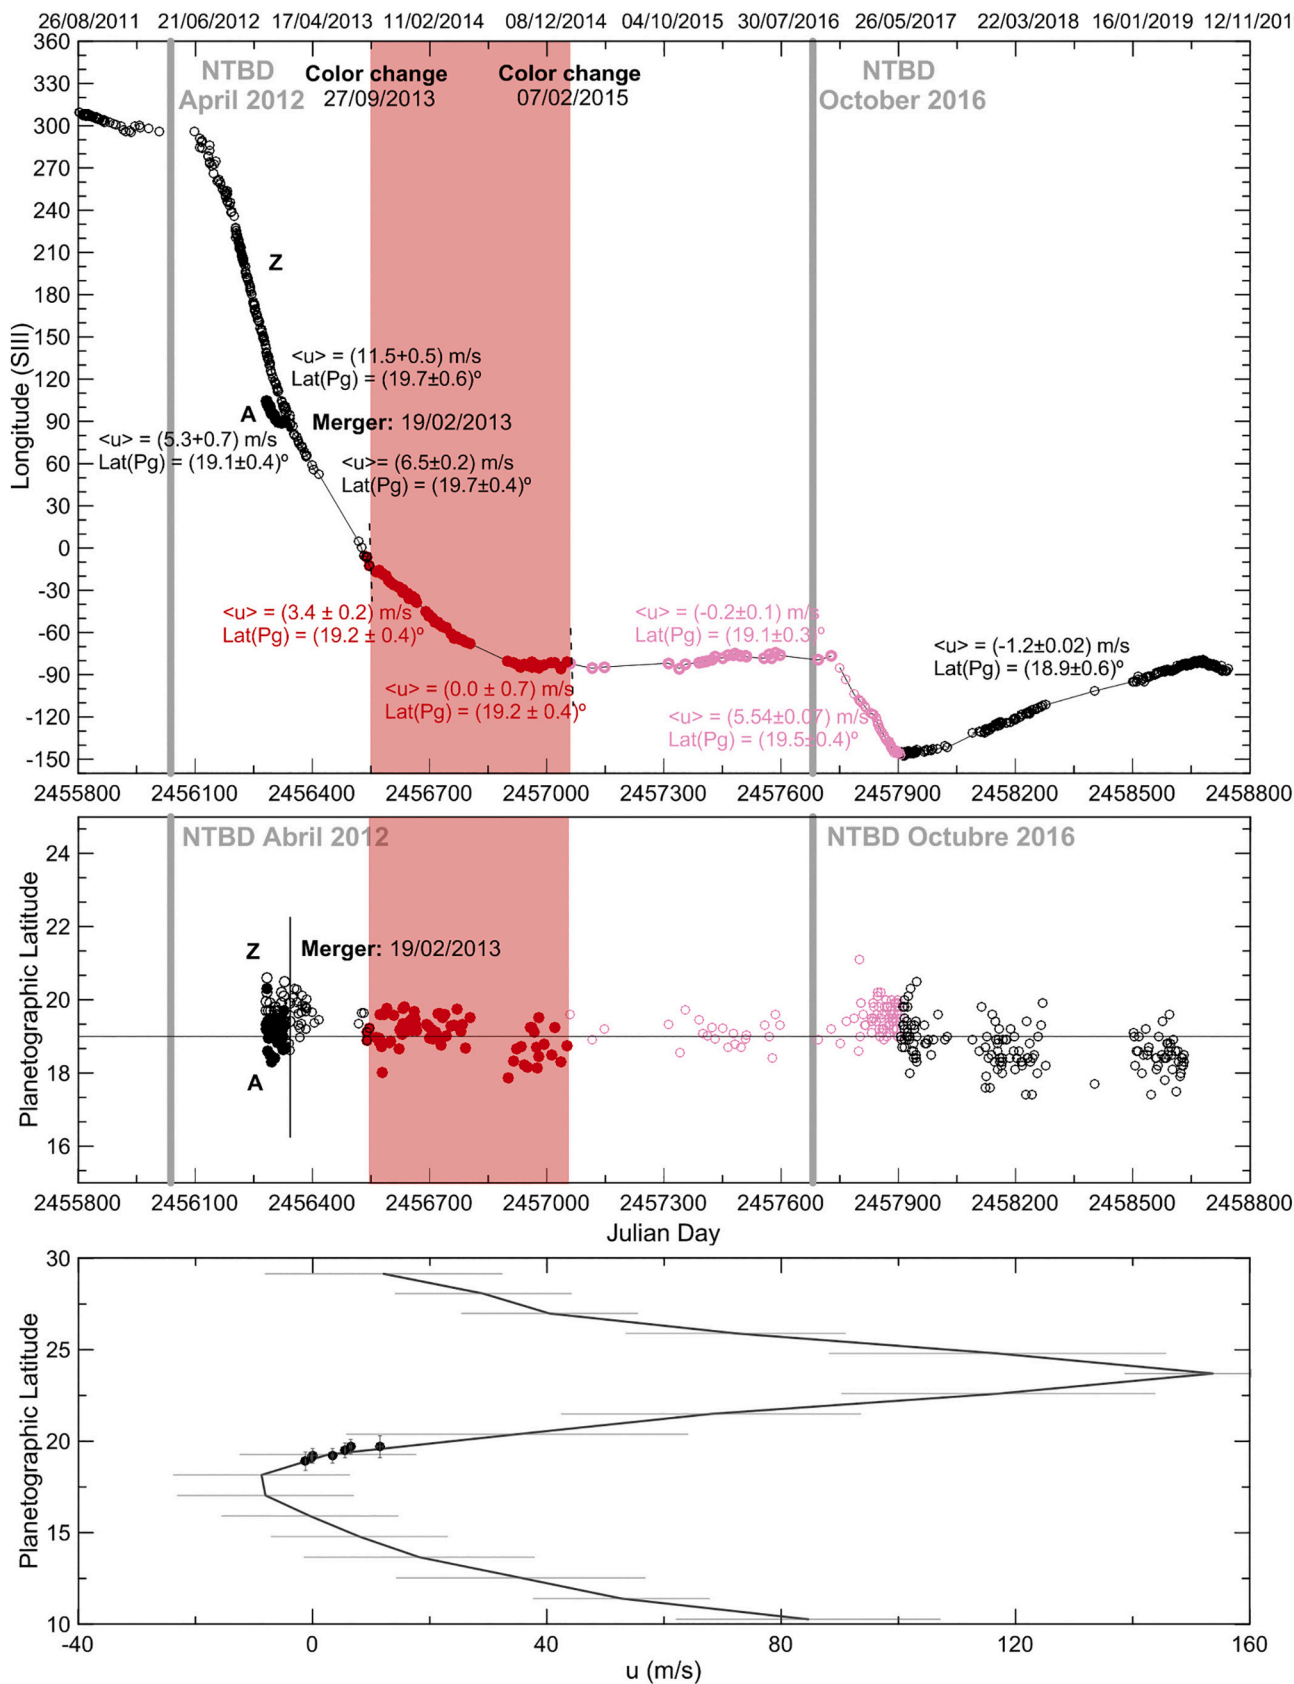 26/08/2011 21/06/2012 17/04/2013 11/02/2014 08/12/2014 04/10/2015 30/07/2016 26/05/2017 22/03/2018 16/01/2019 12/11/201
360
330
300
270
240
210
180
150
120
90
60
30
0
-30
-60
-90
-120
-150
Longitude (SIII)
NTBD
April 2012
Color change
27/09/2013
Color change
07/02/2015
NTBD
October 2016
Z
<u> = (11.5+0.5) m/s
Lat(Pg) = (19.7±0.6)º
A
Merger: 19/02/2013
<u> = (5.3+0.7) m/s
Lat(Pg) = (19.1±0.4)º
<u>= (6.5±0.2) m/s
Lat(Pg) = (19.7±0.4)º
<u> = (3.4 ± 0.2) m/s
Lat(Pg) = (19.2 ± 0.4)º
<u> = (-0.2±0.1) m/s
Lat(Pg) = (19.1±0.3)º
<u> = (-1.2±0.02) m/s
Lat(Pg) = (18.9±0.6)º
<u> = (0.0 ± 0.7) m/s
Lat(Pg) = (19.2 ± 0.4)º
<u> = (5.54±0.07) m/s
Lat(Pg) = (19.5±0.4)º
2455800 2456100 2456400 2456700 2457000 2457300 2457600 2457900 2458200 2458500 2458800
NTBD Abril 2012
NTBD Octubre 2016
24
22
20
18
16
Planetographic Latitude
Z
Merger: 19/02/2013
A
2455800 2456100 2456400 2456700 2457000 2457300 2457600 2457900 2458200 2458500 2458800
Julian Day
30
25
20
15
10
Planetographic Latitude
-40 0 40 80 120 160
u (m/s)